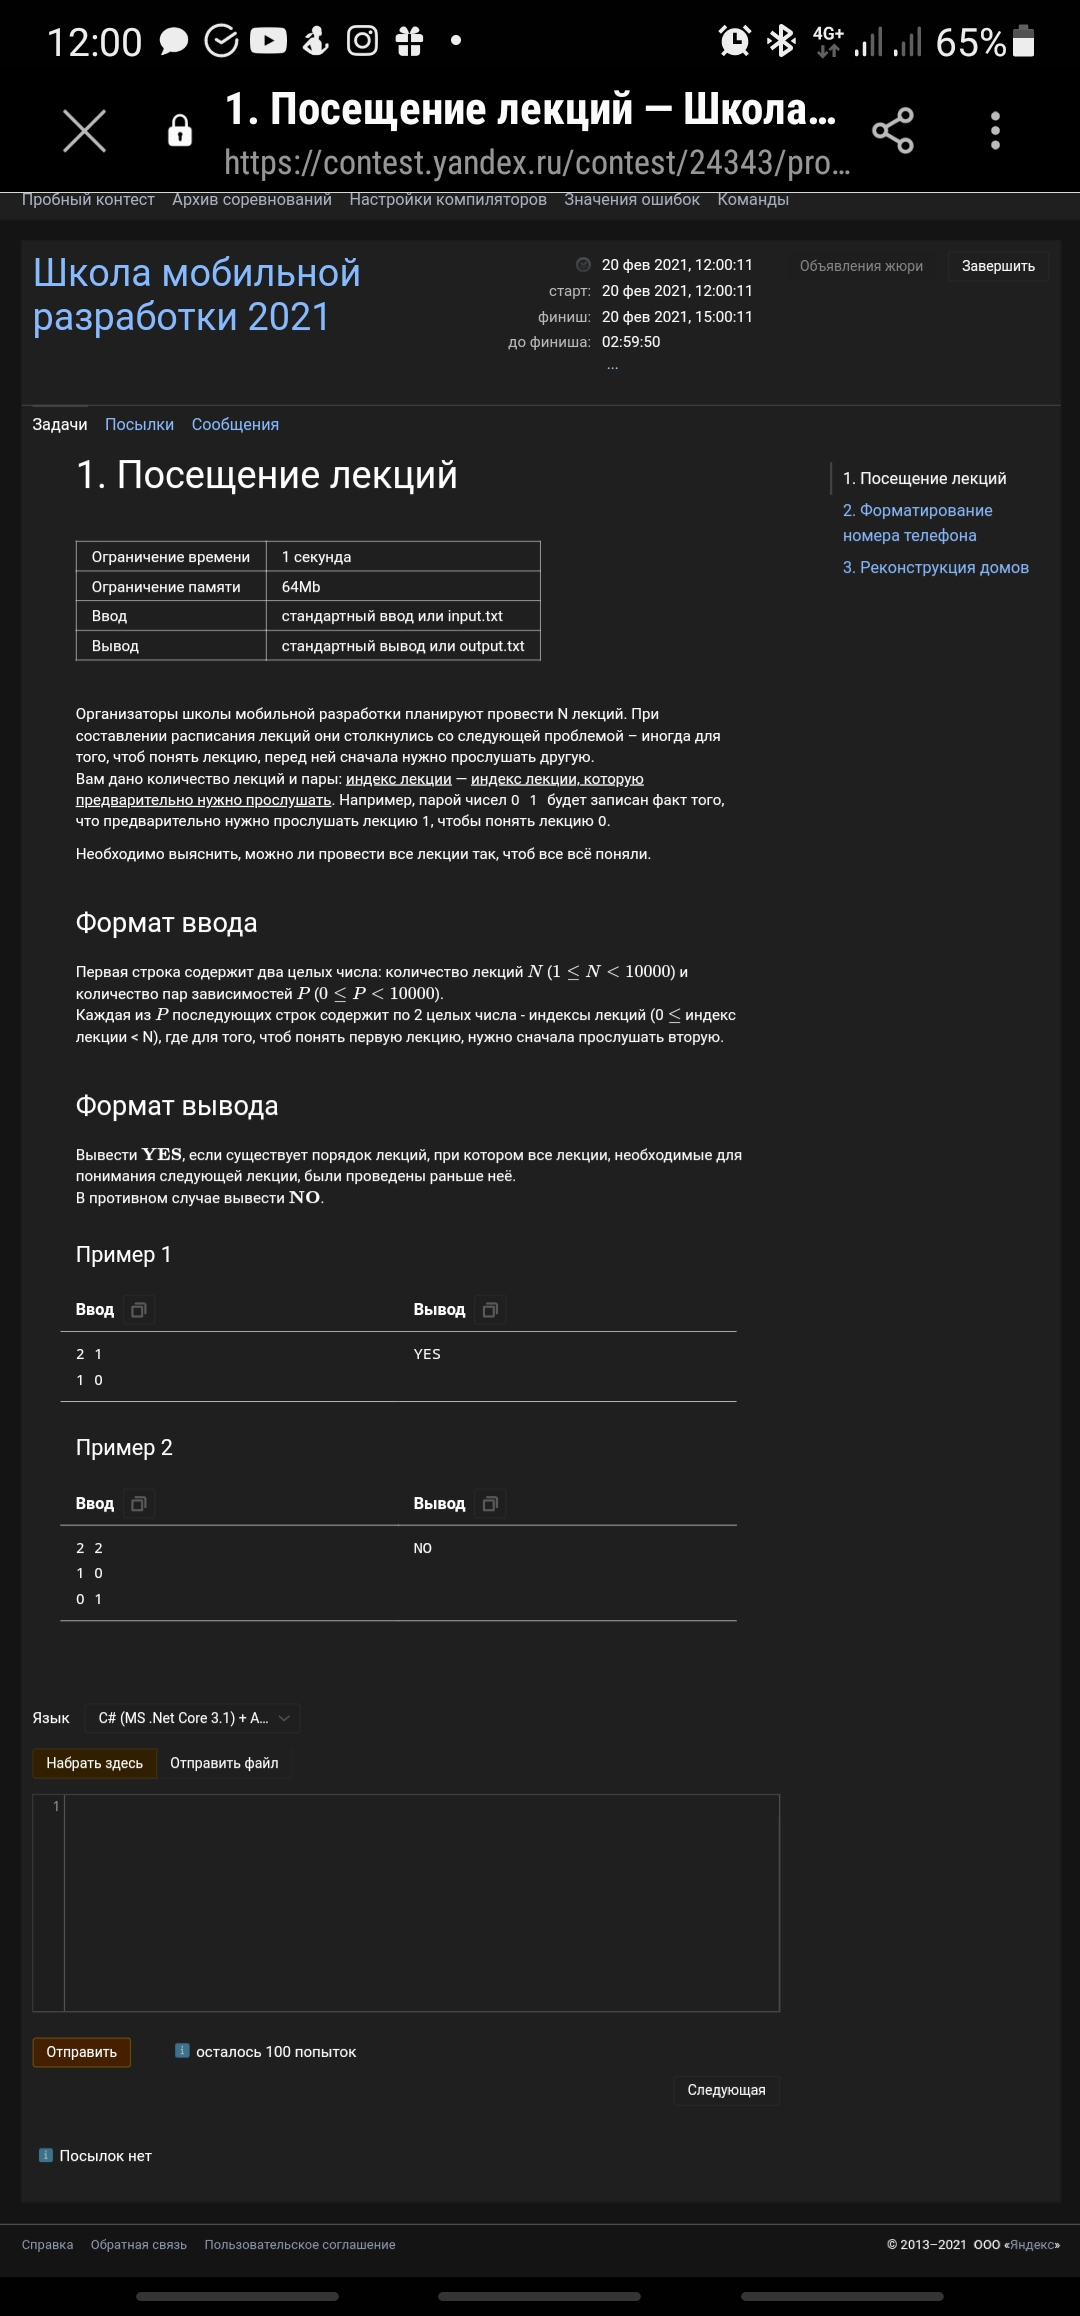 12:00
4G+
65%
1. Посещение лекций — Школа...
https://contest.yandex.ru/contest/24343/pro...
Пробный контест Архив соревнований Настройки компиляторов Значения ошибок Команды
Школа мобильной
разработки 2021
20 фев 2021, 12:00:11
старт: 20 фев 2021, 12:00:11
финиш: 20 фев 2021, 15:00:11
до финиша: 02:59:50
...
Объявления жюри
Завершить
Задачи Посылки Сообщения
1. Посещение лекций
Ограничение времени 1 секунда
Ограничение памяти 64Mb
Ввод стандартный ввод или input.txt
Вывод стандартный вывод или output.txt
1. Посещение лекций
2. Форматирование
номера телефона
3. Реконструкция домов
Организаторы школы мобильной разработки планируют провести N лекций. При
составлении расписания лекций они столкнулись со следующей проблемой – иногда для
того, чтоб понять лекцию, перед ней сначала нужно прослушать другую.
Вам дано количество лекций и пары: индекс лекции — индекс лекции, которую
предварительно нужно прослушать. Например, парой чисел 0 1 будет записан факт того,
что предварительно нужно прослушать лекцию 1, чтобы понять лекцию 0.
Необходимо выяснить, можно ли провести все лекции так, чтоб все всё поняли.
Формат ввода
Первая строка содержит два целых числа: количество лекций N (1 ≤ N < 10000) и
количество пар зависимостей P (0 ≤ P < 10000).
Каждая из P последующих строк содержит по 2 целых числа - индексы лекций (0 ≤ индекс
лекции < N), где для того, чтоб понять первую лекцию, нужно сначала прослушать вторую.
Формат вывода
Вывести YES, если существует порядок лекций, при котором все лекции, необходимые для
понимания следующей лекции, были проведены раньше неё.
В противном случае вывести NO.
Пример 1
Ввод Вывод
2 1 YES
1 0
Пример 2
Ввод Вывод
2 2 NO
1 0
0 1
Язык C# (MS .Net Core 3.1) + A...
Набрать здесь Отправить файл
1
Отправить осталось 100 попыток
Следующая
Посылок нет
Справка Обратная связь Пользовательское соглашение © 2013–2021 ООО «Яндекс»